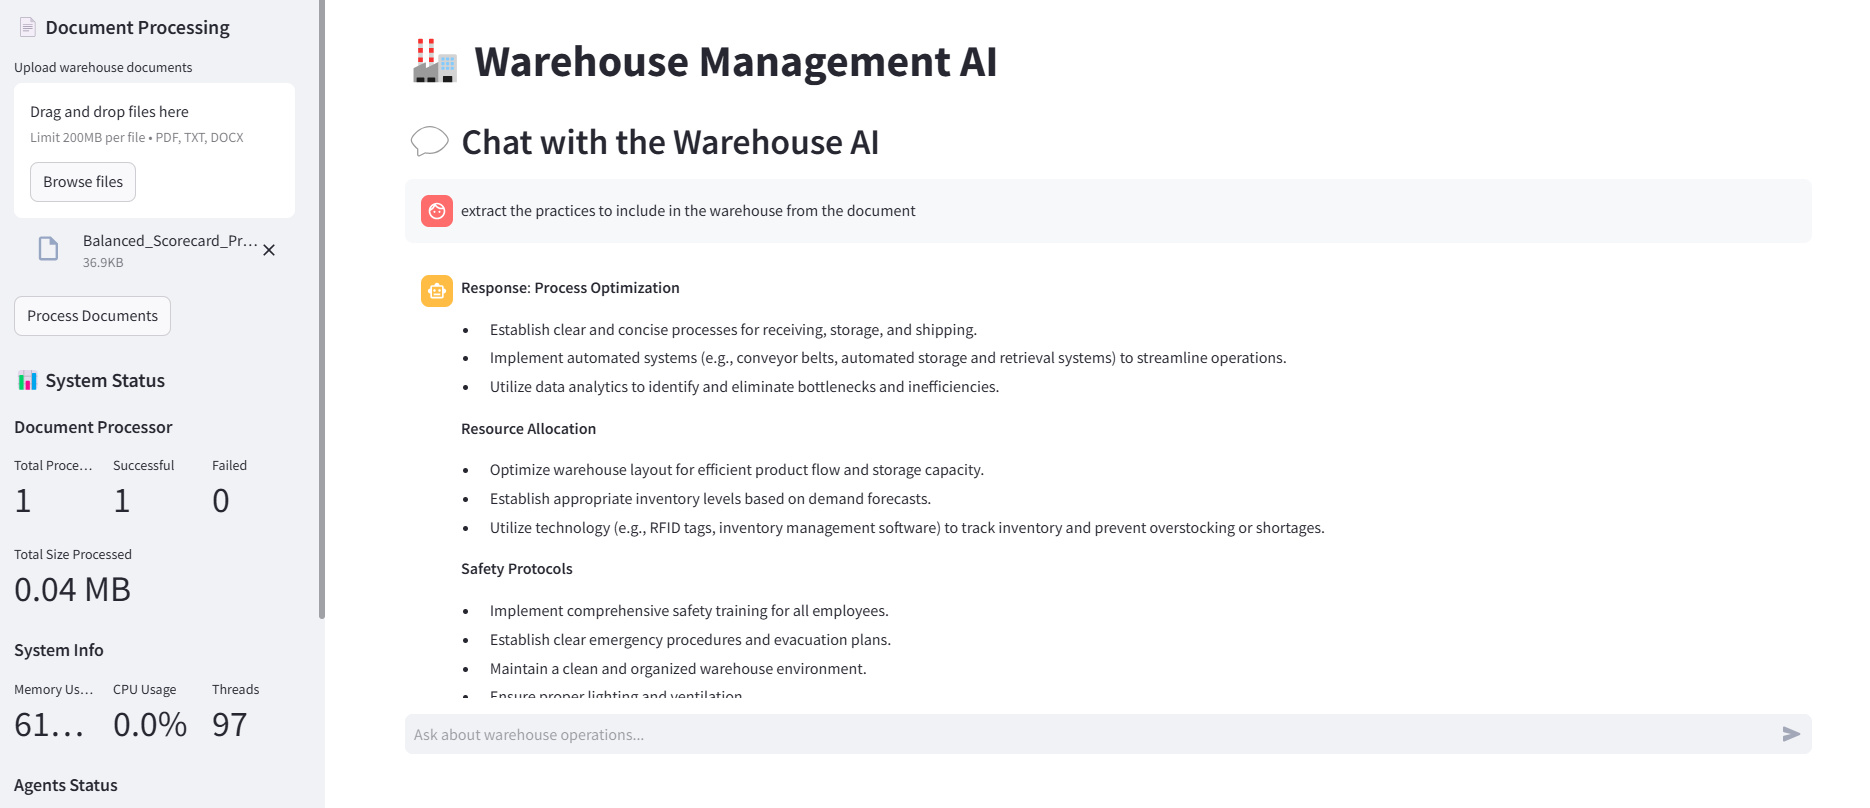 Document Processing
Upload warehouse documents
Drag and drop files here
Limit 200MB per file • PDF, TXT, DOCX
Browse files
Balanced_Scorecard_Pr...
36.9KB
Process Documents
System Status
Document Processor
Total Proce... Successful Failed
1 1 0
Total Size Processed
0.04 MB
System Info
Memory Us... CPU Usage Threads
61... 0.0% 97
Agents Status
Warehouse Management AI
Chat with the Warehouse AI
extract the practices to include in the warehouse from the document
Response: Process Optimization
• Establish clear and concise processes for receiving, storage, and shipping.
• Implement automated systems (e.g., conveyor belts, automated storage and retrieval systems) to streamline operations.
• Utilize data analytics to identify and eliminate bottlenecks and inefficiencies.
Resource Allocation
• Optimize warehouse layout for efficient product flow and storage capacity.
• Establish appropriate inventory levels based on demand forecasts.
• Utilize technology (e.g., RFID tags, inventory management software) to track inventory and prevent overstocking or shortages.
Safety Protocols
• Implement comprehensive safety training for all employees.
• Establish clear emergency procedures and evacuation plans.
• Maintain a clean and organized warehouse environment.
• Ensure proper lighting and ventilation
Ask about warehouse operations...